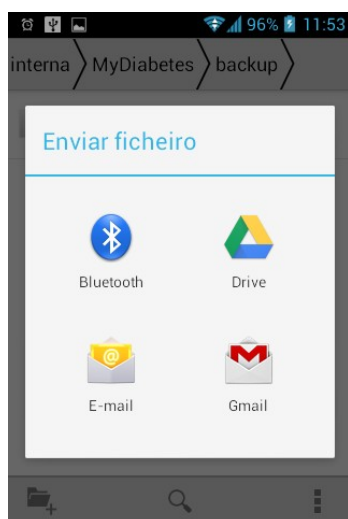 96% 11:53
interna MyDiabetes backup
Enviar ficheiro
Bluetooth Drive
E-mail Gmail